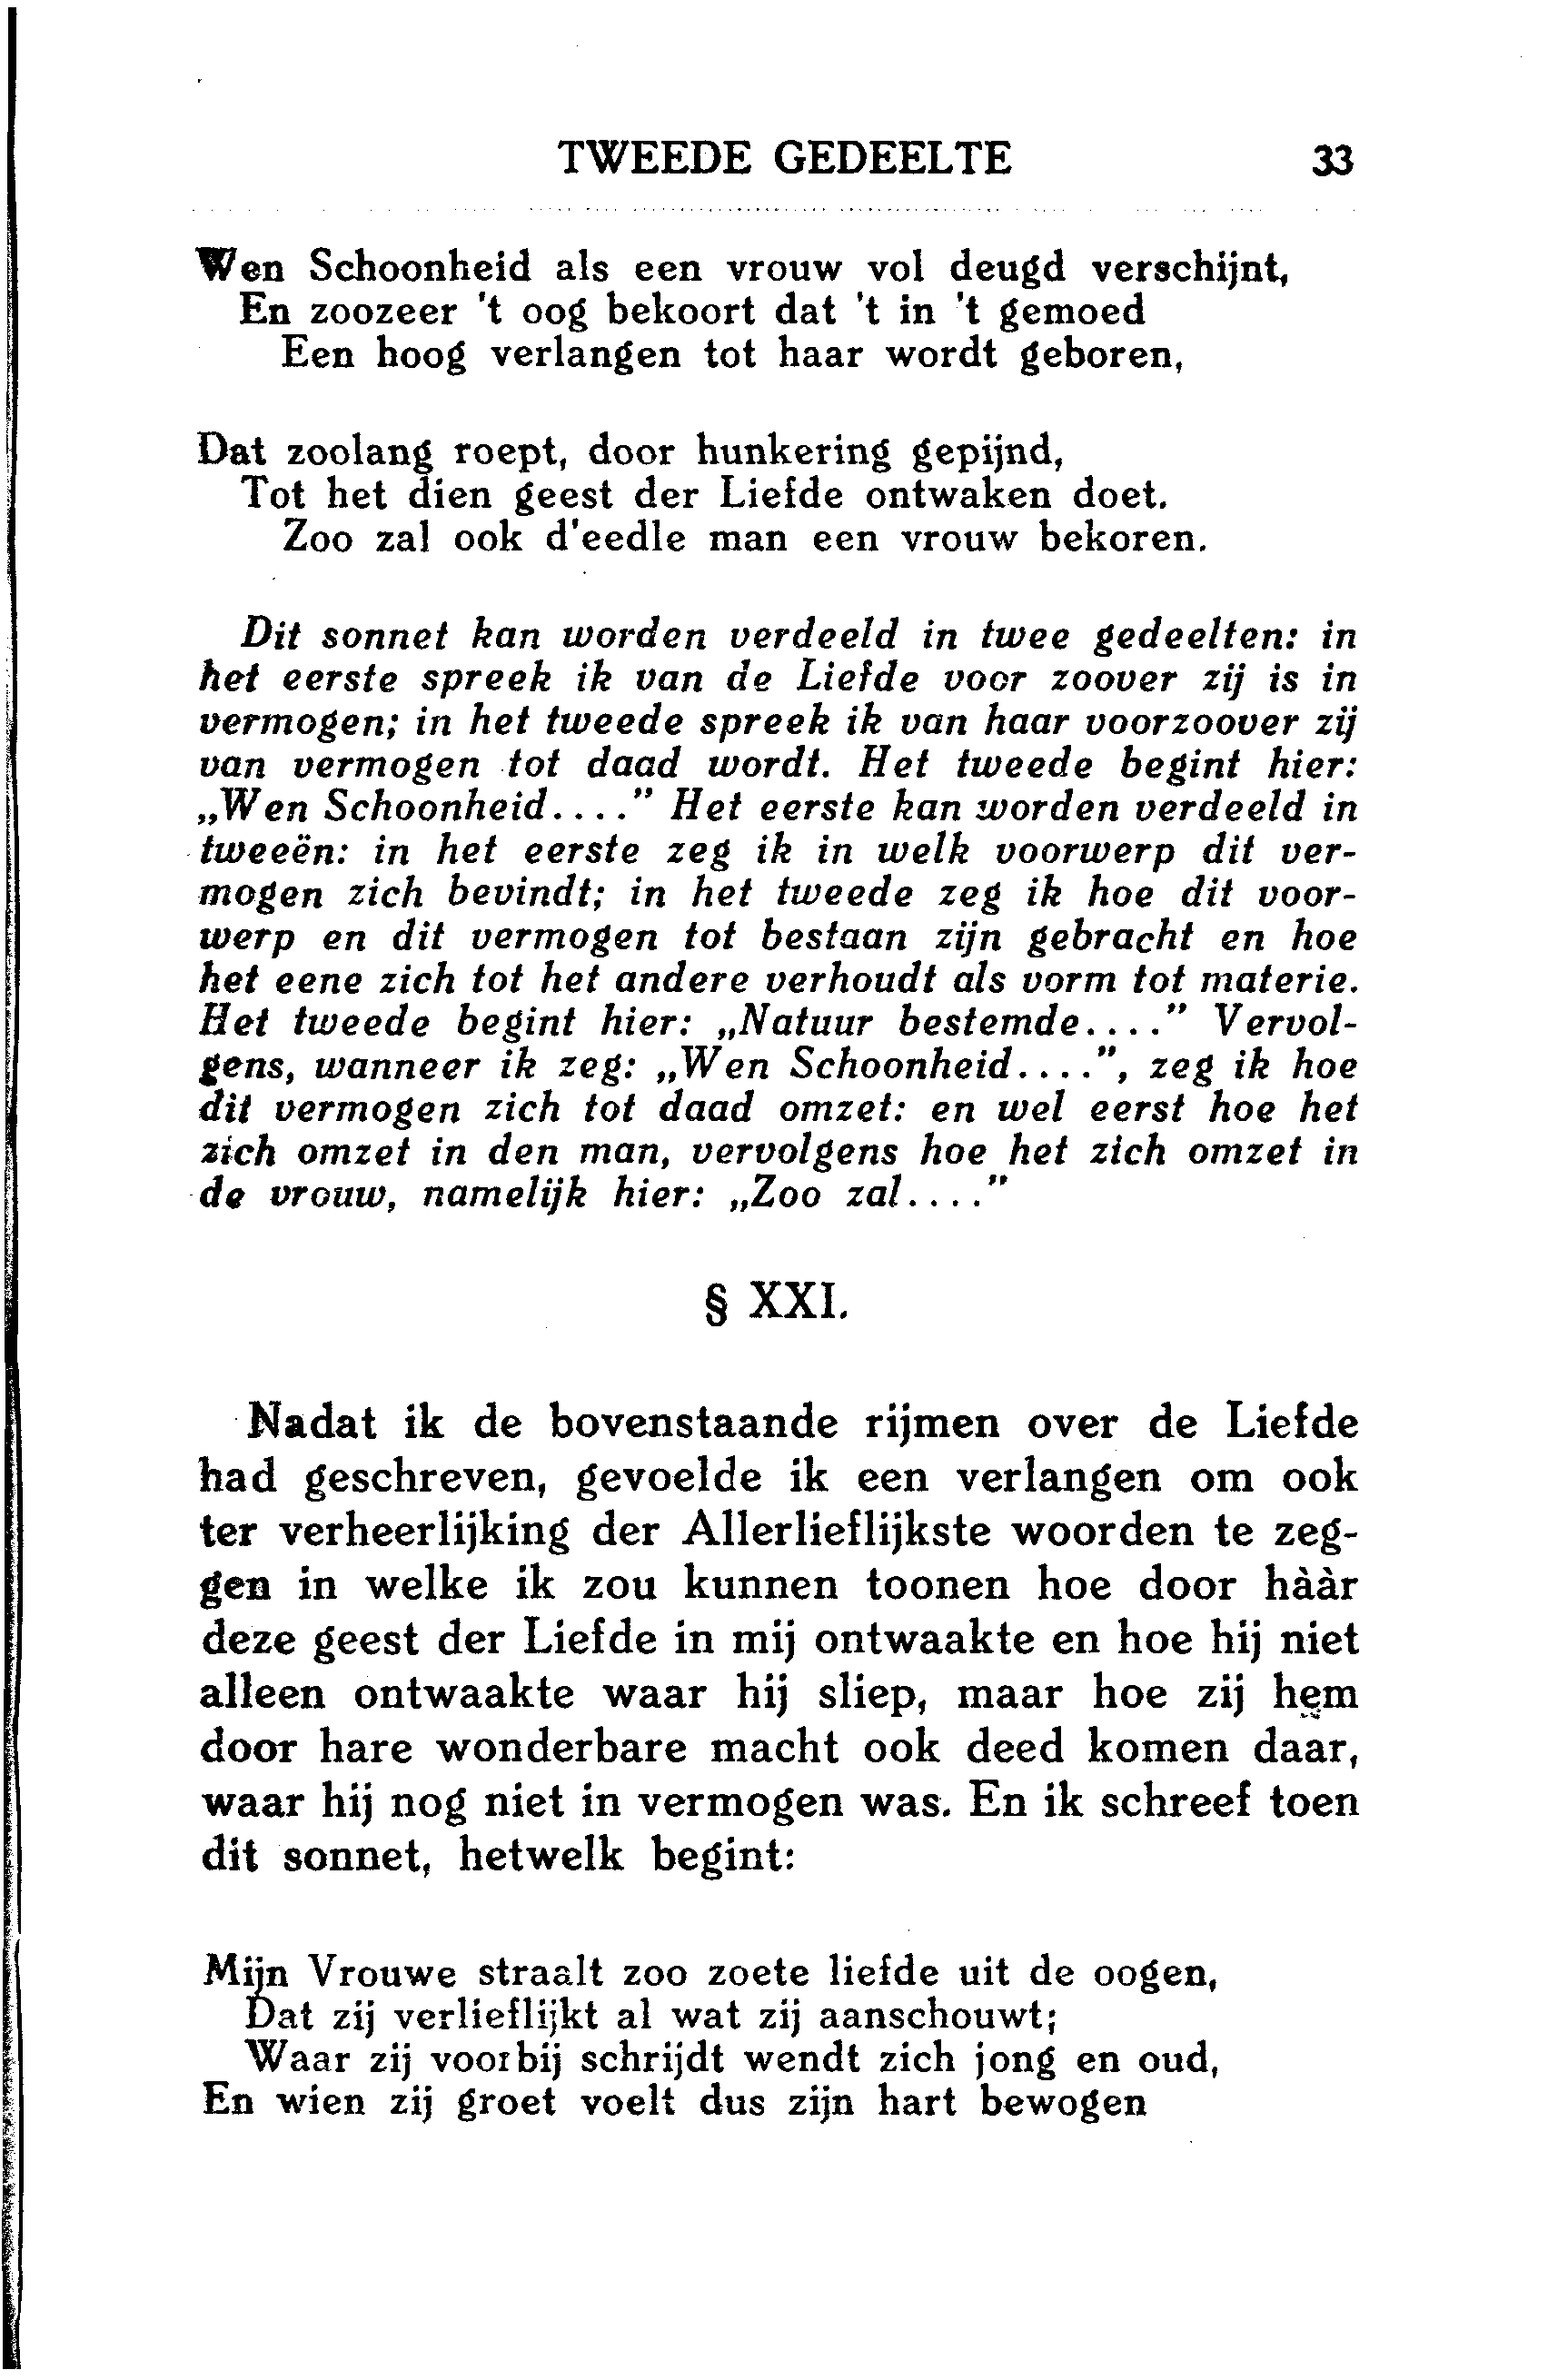 TWEEDE GEDEELTE 33
Wen Schoonheid als een vrouw vol deugd verschijnt,
En zoozeer 't oog bekoort dat 't in 't gemoed
Een hoog verlangen tot haar wordt geboren,
Dat zoolang roept, door hunkering gepijnd,
Tot het dien geest der Liefde ontwaken doet.
Zoo zal ook d'eedle man een vrouw bekoren.
Dit sonnet kan worden verdeeld in twee gedeelten: in
het eerste spreek ik van de Liefde voor zoover zij is in
vermogen; in het tweede spreek ik van haar voorzoover zij
van vermogen tot daad wordt. Het tweede begint hier:
„Wen Schoonheid...." Het eerste kan worden verdeeld in
tweeën: in het eerste zeg ik in welk voorwerp dit ver-
mogen zich bevindt; in het tweede zeg ik hoe dit voor-
werp en dit vermogen tot bestaan zijn gebracht en hoe
het eene zich tot het andere verhoudt als vorm tot materie.
Het tweede begint hier: „Natuur bestemde...." Vervol-
gens, wanneer ik zeg: „Wen Schoonheid....", zeg ik hoe
dit vermogen zich tot daad omzet: en wel eerst hoe het
zich omzet in den man, vervolgens hoe het zich omzet in
de vrouw, namelijk hier: „Zoo zal...."
§ XXI.
Nadat ik de bovenstaande rijmen over de Liefde
had geschreven, gevoelde ik een verlangen om ook
ter verheerlijking der Allerlieflijkste woorden te zeg-
gen in welke ik zou kunnen toonen hoe door hààr
deze geest der Liefde in mij ontwaakte en hoe hij niet
alleen ontwaakte waar hij sliep, maar hoe zij hem
door hare wonderbare macht ook deed komen daar,
waar hij nog niet in vermogen was. En ik schreef toen
dit sonnet, hetwelk begint:
Mijn Vrouwe straalt zoo zoete liefde uit de oogen,
Dat zij verlieflijkt al wat zij aanschouwt;
Waar zij voorbij schrijdt wendt zich jong en oud,
En wien zij groet voelt dus zijn hart bewogen